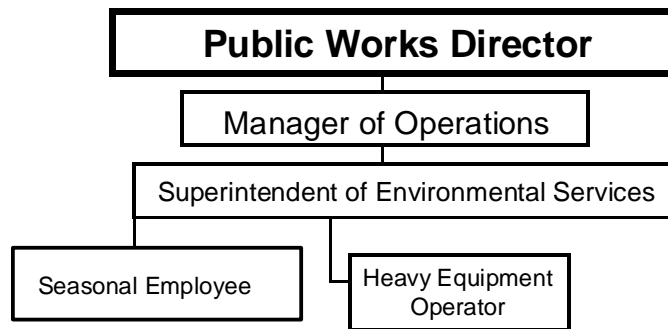 Public Works Director
Manager of Operations
Superintendent of Environmental Services
Seasonal Employee
Heavy Equipment
Operator